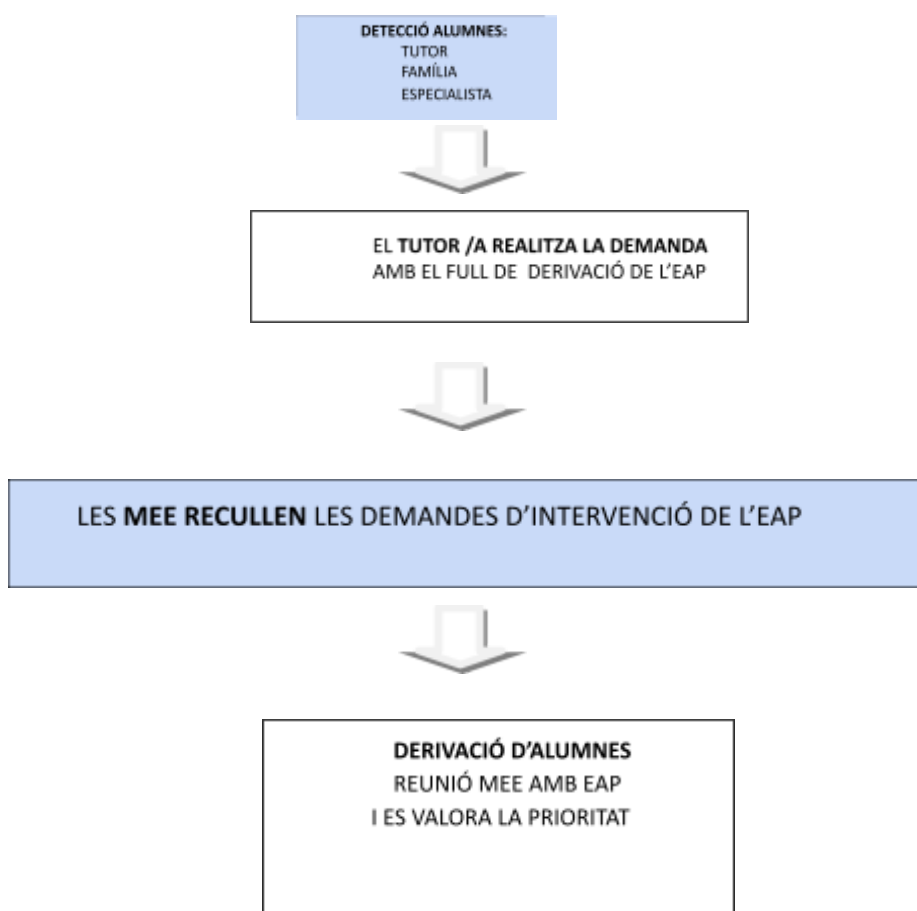 DETECCIÓ ALUMNES:
TUTOR
FAMÍLIA
ESPECIALISTA
EL TUTOR /A REALITZA LA DEMANDA
AMB EL FULL DE DERIVACIÓ DE L’EAP
LES MEE RECULLEN LES DEMANDES D’INTERVENCIÓ DE L’EAP
DERIVACIÓ D’ALUMNES
REUNIÓ MEE AMB EAP
I ES VALORA LA PRIORITAT